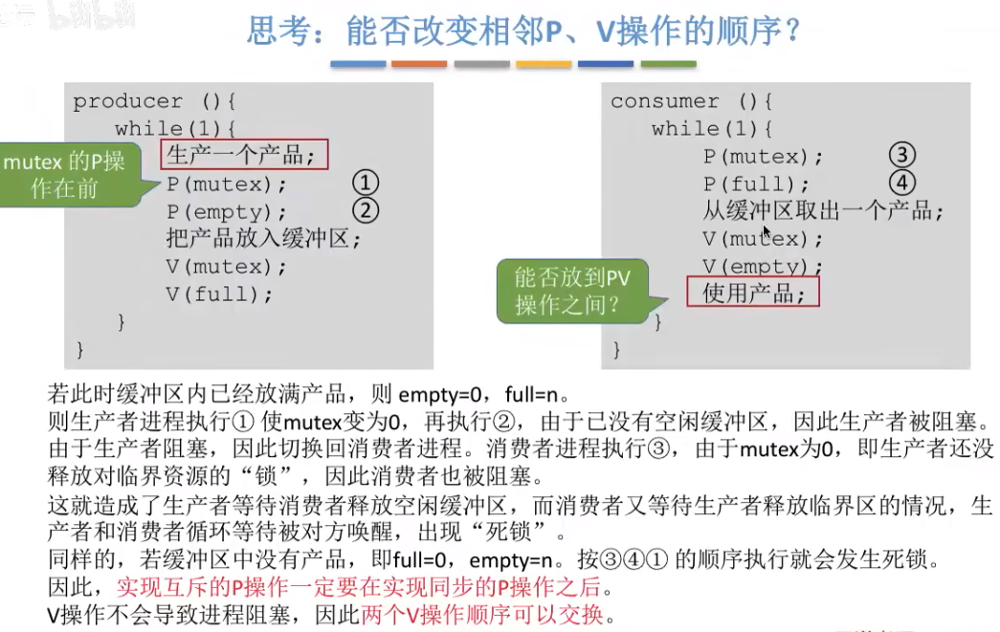 bilibili
思考：能否改变相邻P、V操作的顺序？
producer (){
while(1){
生产一个产品;
P(mutex); ①
P(empty); ②
把产品放入缓冲区;
V(mutex);
V(full);
}
}
mutex 的P操
作在前
consumer (){
while(1){
P(mutex); ③
P(full); ④
从缓冲区取出一个产品;
V(mutex);
V(empty);
使用产品;
}
}
能否放到PV
操作之间？
若此时缓冲区内已经放满产品，则 empty=0，full=n。
则生产者进程执行① 使mutex变为0，再执行②，由于已没有空闲缓冲区，因此生产者被阻塞。
由于生产者阻塞，因此切换回消费者进程。消费者进程执行③，由于mutex为0，即生产者还没
释放对临界资源的“锁”，因此消费者也被阻塞。
这就造成了生产者等待消费者释放空闲缓冲区，而消费者又等待生产者释放临界区的情况，生
产者和消费者循环等待被对方唤醒，出现“死锁”。
同样的，若缓冲区中没有产品，即full=0，empty=n。按③④① 的顺序执行就会发生死锁。
因此，实现互斥的P操作一定要在实现同步的P操作之后。
V操作不会导致进程阻塞，因此两个V操作顺序可以交换。